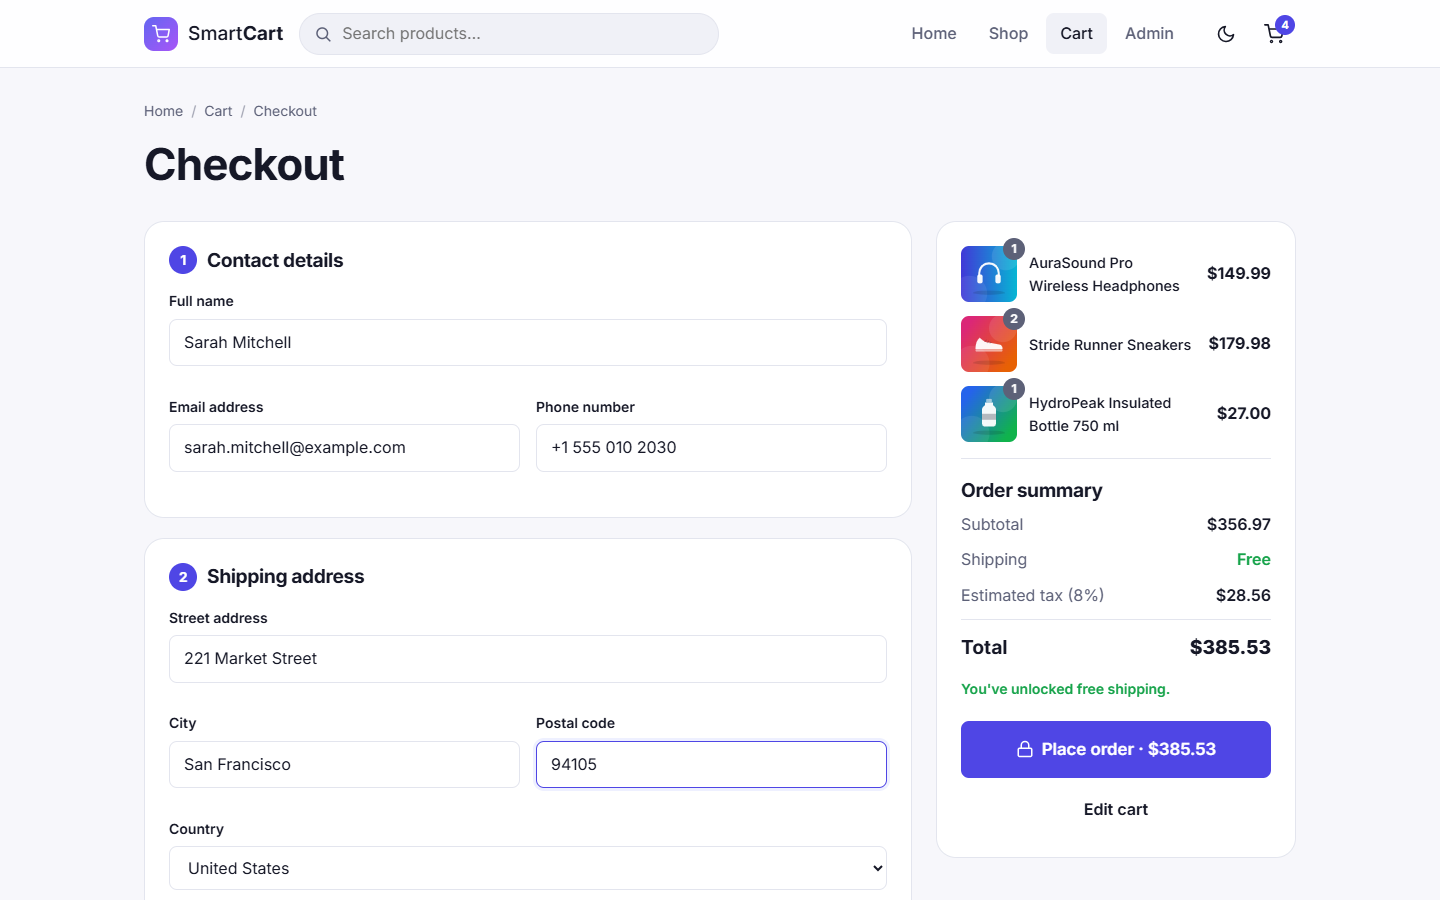 SmartCart
Search products...
Home
Shop
Cart
Admin
4
Home / Cart / Checkout
Checkout
1 Contact details
Full name
Sarah Mitchell
Email address
Phone number
sarah.mitchell@example.com
+1 555 010 2030
2 Shipping address
Street address
221 Market Street
City
Postal code
San Francisco
94105
Country
United States
1
AuraSound Pro
Wireless Headphones
$149.99
2
Stride Runner Sneakers
$179.98
1
HydroPeak Insulated
Bottle 750 ml
$27.00
Order summary
Subtotal $356.97
Shipping Free
Estimated tax (8%) $28.56
Total $385.53
You've unlocked free shipping.
Place order · $385.53
Edit cart